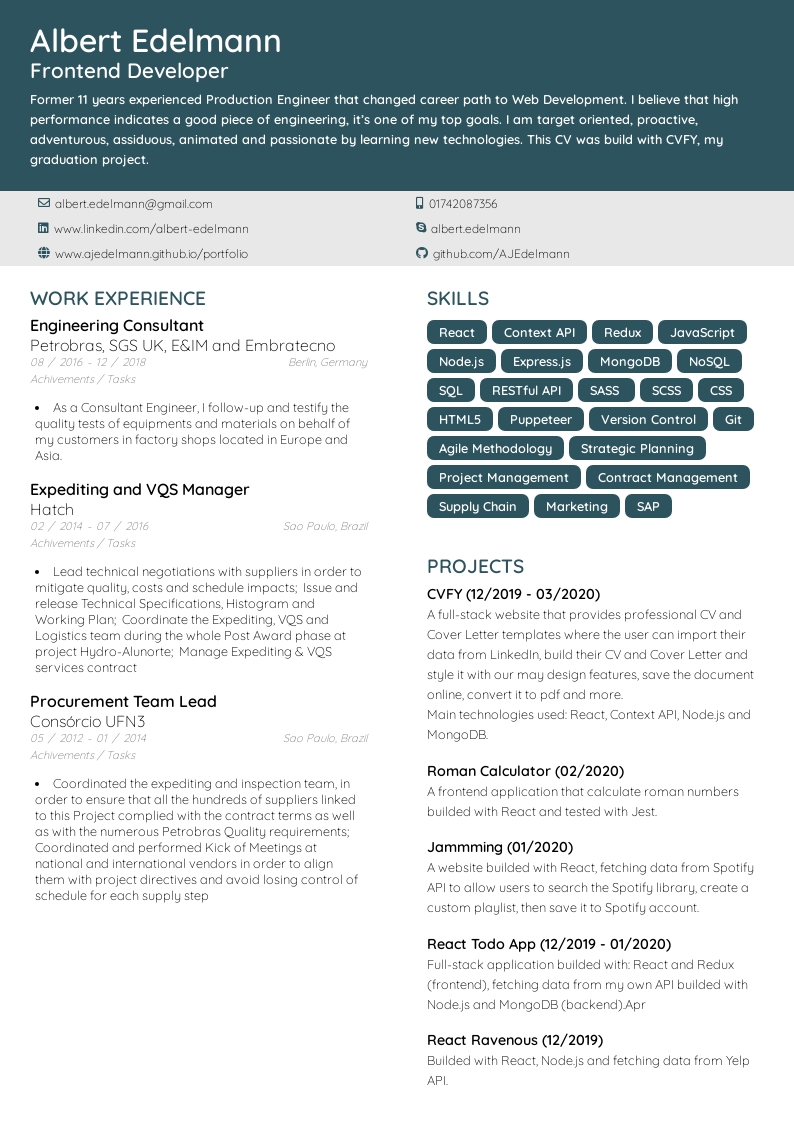 Albert Edelmann
Frontend Developer
Former 11 years experienced Production Engineer that changed career path to Web Development. I believe that high
performance indicates a good piece of engineering, it's one of my top goals. I am target oriented, proactive,
adventurous, assiduous, animated and passionate by learning new technologies. This CV was build with CVFY, my
graduation project.
albert.edelmann@gmail.com
01742087356
www.linkedin.com/albert-edelmann
albert.edelmann
www.ajedelmann.github.io/portfolio
github.com/AJEdelmann
WORK EXPERIENCE
Engineering Consultant
Petrobras, SGS UK, E&IM and Embratecno
08 / 2016 - 12 / 2018 Berlin, Germany
Achivements / Tasks
• As a Consultant Engineer, I follow-up and testify the
quality tests of equipments and materials on behalf of
my customers in factory shops located in Europe and
Asia.
Expediting and VQS Manager
Hatch
02 / 2014 - 07 / 2016 Sao Paulo, Brazil
Achivements / Tasks
• Lead technical negotiations with suppliers in order to
mitigate quality, costs and schedule impacts; Issue and
release Technical Specifications, Histogram and
Working Plan; Coordinate the Expediting, VQS and
Logistics team during the whole Post Award phase at
project Hydro-Alunorte; Manage Expediting & VQS
services contract
Procurement Team Lead
Consórcio UFN3
05 / 2012 - 01 / 2014 Sao Paulo, Brazil
Achivements / Tasks
• Coordinated the expediting and inspection team, in
order to ensure that all the hundreds of suppliers linked
to this Project complied with the contract terms as well
as with the numerous Petrobras Quality requirements;
Coordinated and performed Kick of Meetings at
national and international vendors in order to align
them with project directives and avoid losing control of
schedule for each supply step
SKILLS
React Context API Redux JavaScript
Node.js Express.js MongoDB NoSQL
SQL RESTful API SASS SCSS CSS
HTML5 Puppeteer Version Control Git
Agile Methodology Strategic Planning
Project Management Contract Management
Supply Chain Marketing SAP
PROJECTS
CVFY (12/2019 - 03/2020)
A full-stack website that provides professional CV and
Cover Letter templates where the user can import their
data from LinkedIn, build their CV and Cover Letter and
style it with our may design features, save the document
online, convert it to pdf and more.
Main technologies used: React, Context API, Node.js and
MongoDB.
Roman Calculator (02/2020)
A frontend application that calculate roman numbers
builded with React and tested with Jest.
Jammming (01/2020)
A website builded with React, fetching data from Spotify
API to allow users to search the Spotify library, create a
custom playlist, then save it to Spotify account.
React Todo App (12/2019 - 01/2020)
Full-stack application builded with: React and Redux
(frontend), fetching data from my own API builded with
Node.js and MongoDB (backend).Apr
React Ravenous (12/2019)
Builded with React, Node.js and fetching data from Yelp
API.